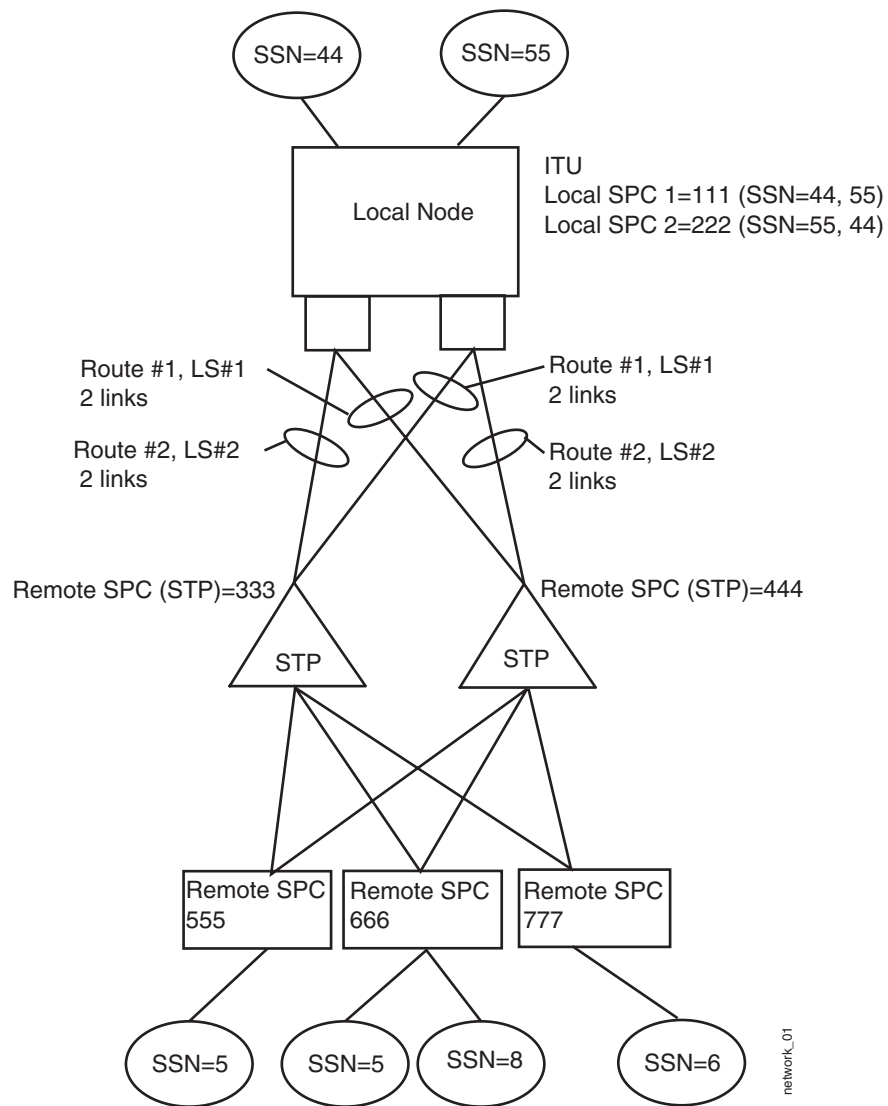 SSN=44
SSN=55
ITU
Local SPC 1=111 (SSN=44, 55)
Local SPC 2=222 (SSN=55, 44)
Local Node
Route #1, LS#1
2 links
Route #1, LS#1
2 links
Route #2, LS#2
2 links
Route #2, LS#2
2 links
Remote SPC (STP)=333
Remote SPC (STP)=444
STP
STP
Remote SPC
555
Remote SPC
666
Remote SPC
777
SSN=5
SSN=5
SSN=8
SSN=6
network_01